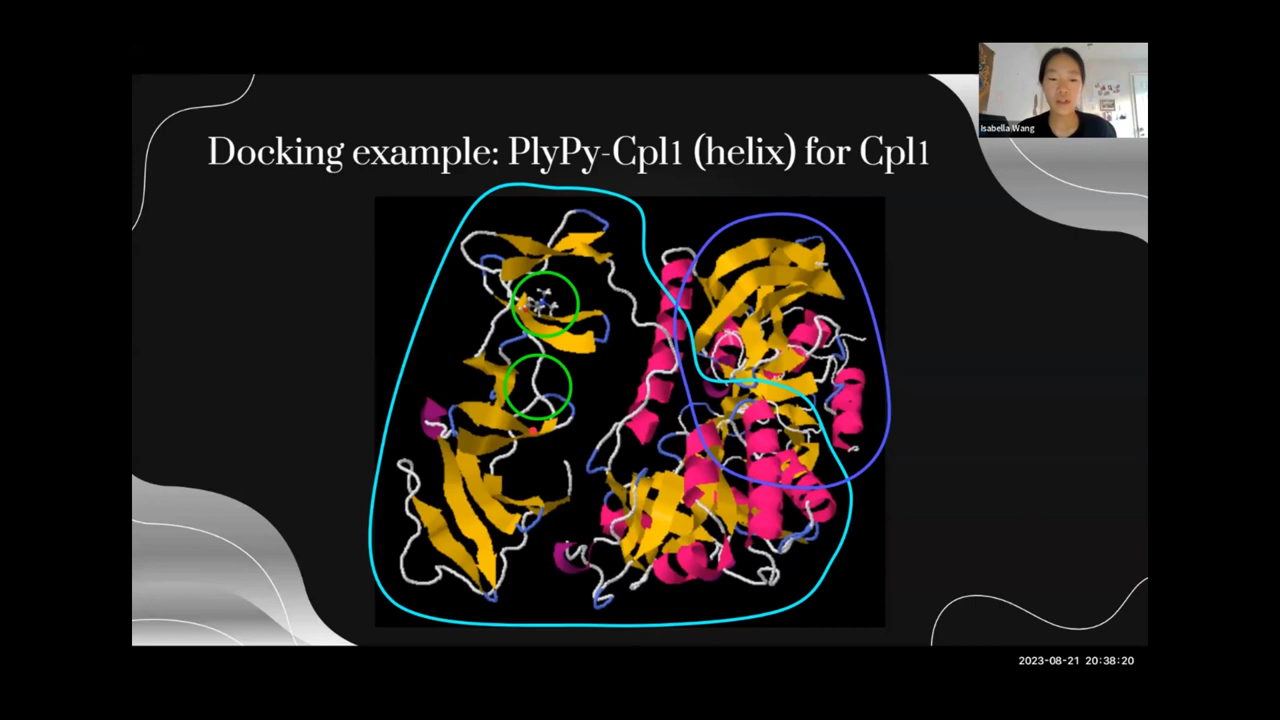 Docking example: PlyPy-Cpl1 (helix) for Cpl1
Isabella Wang
2023-08-21 20:38:20